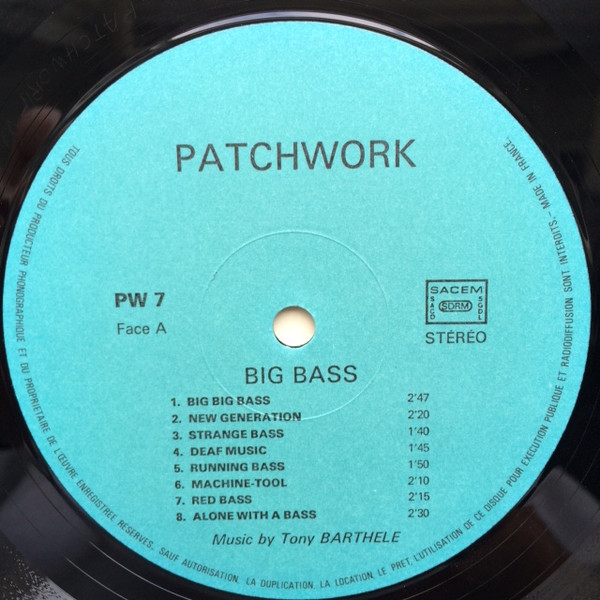 PATCHWORK
PW 7
Face A
SACEM
SACD
SDRM
SGDL
STÉRÉO
BIG BASS
1. BIG BIG BASS 2'47
2. NEW GENERATION 2'20
3. STRANGE BASS 1'40
4. DEAF MUSIC 1'45
5. RUNNING BASS 1'50
6. MACHINE-TOOL 2'10
7. RED BASS 2'15
8. ALONE WITH A BASS 2'30
Music by Tony BARTHELE
TOUS DROITS DU PRODUCTEUR PHONOGRAPHIQUE ET DU PROPRIETAIRE DE L'ŒUVRE ENREGISTREE RESERVES. SAUF AUTORISATION, LA DUPLICATION, LA LOCATION, LE PRET, L'UTILISATION DE CE DISQUE POUR EXECUTION PUBLIQUE ET RADIODIFFUSION SONT INTERDITS. - MADE IN FRANCE.